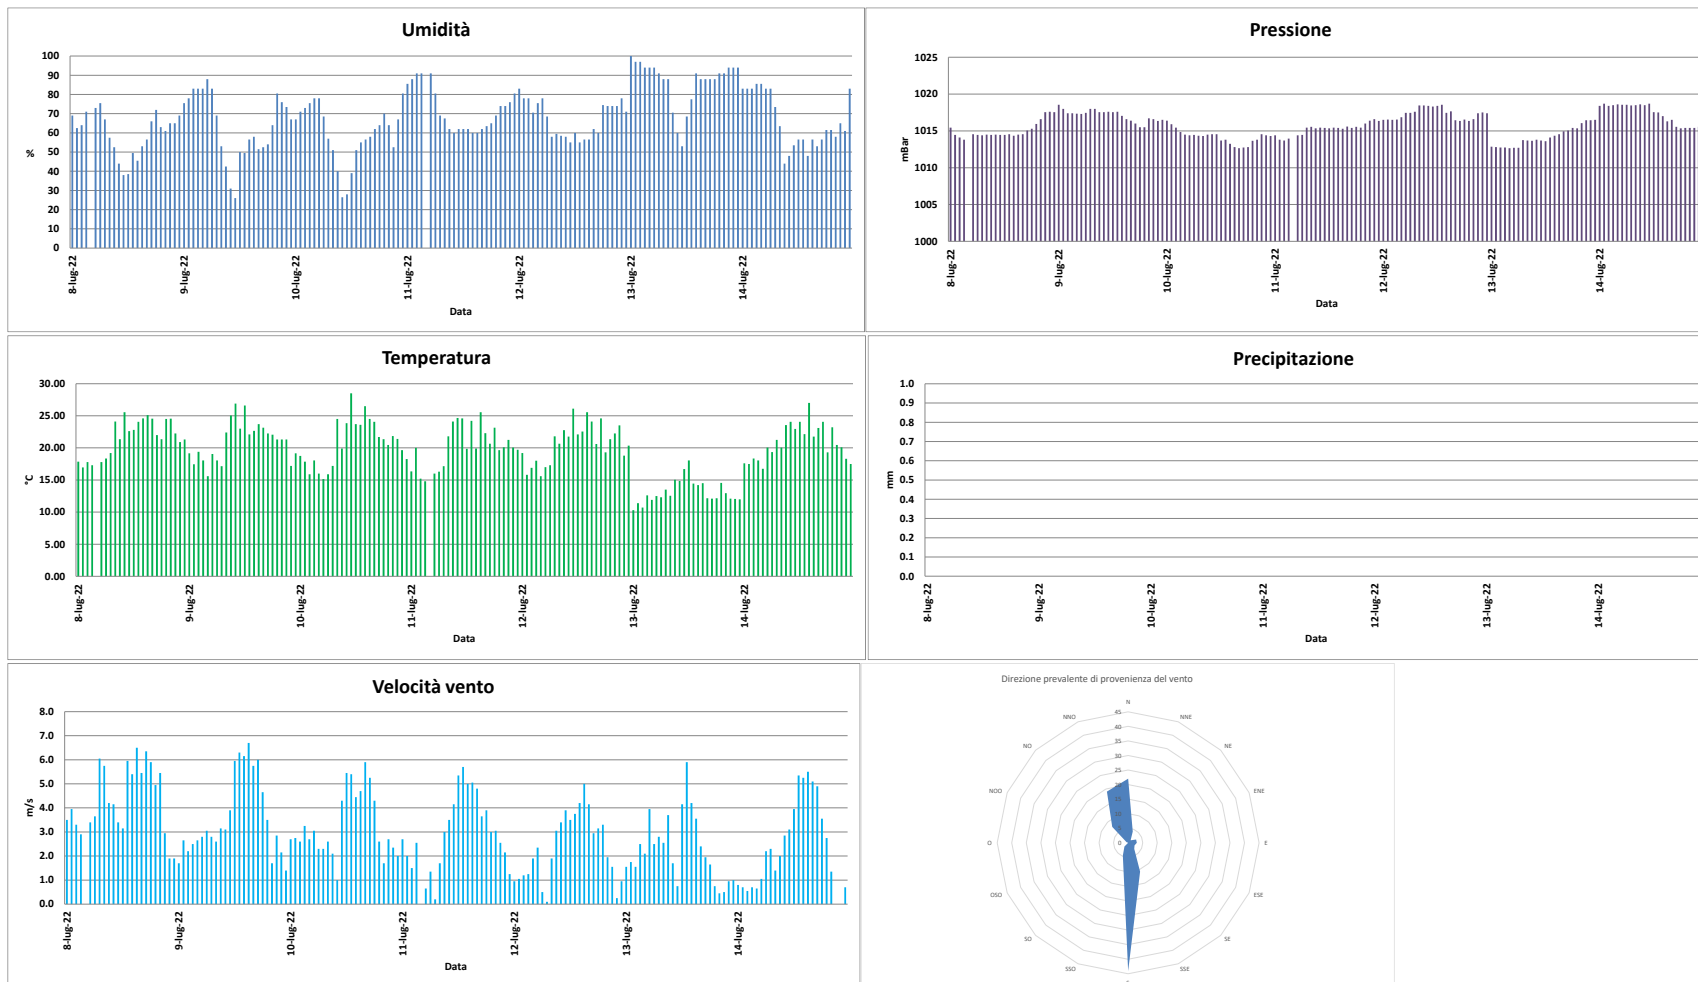 Umidità
100
90
80
70
60
50
40
30
20
10
0
%
8-lug-22
9-lug-22
10-lug-22
11-lug-22
12-lug-22
13-lug-22
14-lug-22
Data
Pressione
1025
1020
1015
1010
1005
1000
mBar
8-lug-22
9-lug-22
10-lug-22
11-lug-22
12-lug-22
13-lug-22
14-lug-22
Data
Temperatura
30.00
25.00
20.00
15.00
10.00
5.00
0.00
°C
8-lug-22
9-lug-22
10-lug-22
11-lug-22
12-lug-22
13-lug-22
14-lug-22
Data
Precipitazione
1.0
0.9
0.8
0.7
0.6
0.5
0.4
0.3
0.2
0.1
0.0
mm
8-lug-22
9-lug-22
10-lug-22
11-lug-22
12-lug-22
13-lug-22
14-lug-22
Data
Velocità vento
8.0
7.0
6.0
5.0
4.0
3.0
2.0
1.0
0.0
m/s
8-lug-22
9-lug-22
10-lug-22
11-lug-22
12-lug-22
13-lug-22
14-lug-22
Data
Direzione prevalente di provenienza del vento
N
NNE
NE
ENE
E
ESE
SE
SSE
SSO
SO
OSO
O
NOO
NO
NNO
45
40
35
30
25
20
15
10
5
0